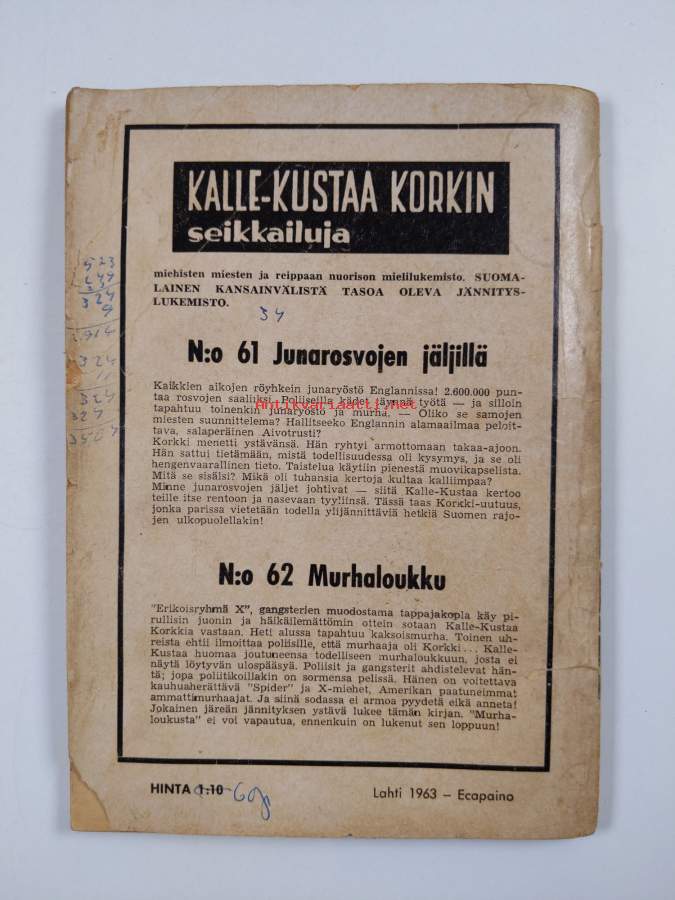 KALLE-KUSTAA KORKIN
seikkailuja
miehisten miesten ja reippaan nuorison mielilukemisto. SUOMA-
LAINEN KANSAINVÄLISTÄ TASOA OLEVA JÄNNITYS-
LUKEMISTO.
34
N:o 61 Junarosvojen jäljillä
Kaikkien aikojen röyhkein junaryöstö Englannissa! 2.600.000 pun-
taa rosvojen saaliiksi. Poliiseilla kädet täynnä työtä — ja silloin
Antikvariaatti.net
tapahtuu toinenkin junaryöstö ja murha. — Oliko se samojen
miesten suunnittelema? Hallitseeko Englannin alamaailmaa peloit-
tava, salaperäinen Aivotrusti?
Korkki menetti ystävänsä. Hän ryhtyi armottomaan takaa-ajoon.
Hän sattui tietämään, mistä todellisuudessa oli kysymys, ja se oli
hengenvaarallinen tieto. Taistelua käytiin pienestä muovikapselista.
Mitä se sisälsi? Mikä oli tuhansia kertoja kultaa kalliimpaa?
Minne junarosvojen jäljet johtivat — siitä Kalle-Kustaa kertoo
teille itse rentoon ja nasevaan tyyliinsä. Tässä taas Korkki-uutuus,
jonka parissa vietetään todella ylijännittäviä hetkiä Suomen rajo-
jen ulkopuolellakin!
N:o 62 Murhaloukku
"Erikoisryhmä X", gangsterien muodostama tappajakopla käy pi-
rullisin juonin ja häikäilemättömin ottein sotaan Kalle-Kustaa
Korkkia vastaan. Heti alussa tapahtuu kaksoismurha. Toinen uh-
reista ehtii ilmoittaa poliisille, että murhaaja oli Korkki... Kalle-
Kustaa huomaa joutuneensa todelliseen murhaloukkuun, josta ei
näytä löytyvän ulospääsyä. Poliisit ja gangsterit ahdistelevat hän-
tä; jopa politikoillakin on sormensa pelissä. Hänen on voitettava
kauhuaherättävä "Spider" ja X-miehet, Amerikan paatuneimmat
ammattimurhaajat. Ja siinä sodassa ei armoa pyydetä eikä anneta!
Jokainen järeän jännityksen ystävä lukee tämän kirjan. "Murha-
loukusta" ei voi vapautua, ennenkuin on lukenut sen loppuun!
HINTA 1:10
Lahti 1963 — Ecapaino
324
324